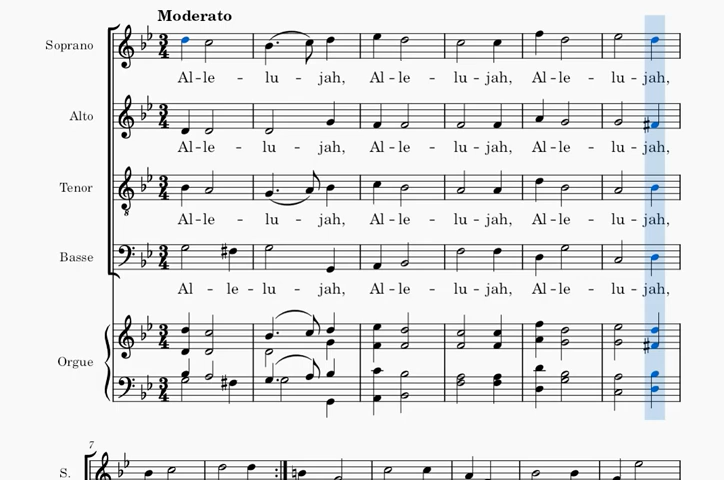 Moderato
Soprano
Al - le - lu - jah, Al - le - lu - jah, Al - le - lu - jah,
Alto
Al - le - lu - jah, Al - le - lu - jah, Al - le - lu - jah,
Tenor
8
Al - le - lu - jah, Al - le - lu - jah, Al - le - lu - jah,
Basse
Al - le - lu - jah, Al - le - lu - jah, Al - le - lu - jah,
Orgue
7
S.